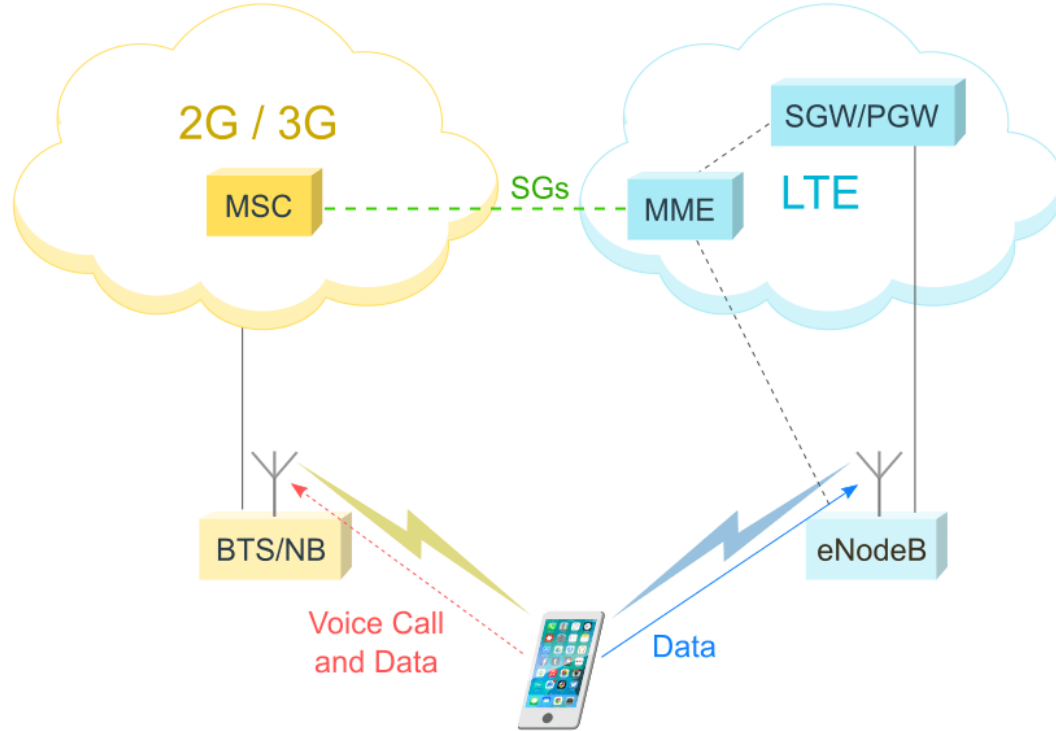 2G / 3G
MSC
SGs
SGW/PGW
MME
LTE
BTS/NB
eNodeB
Voice Call
and Data
Data